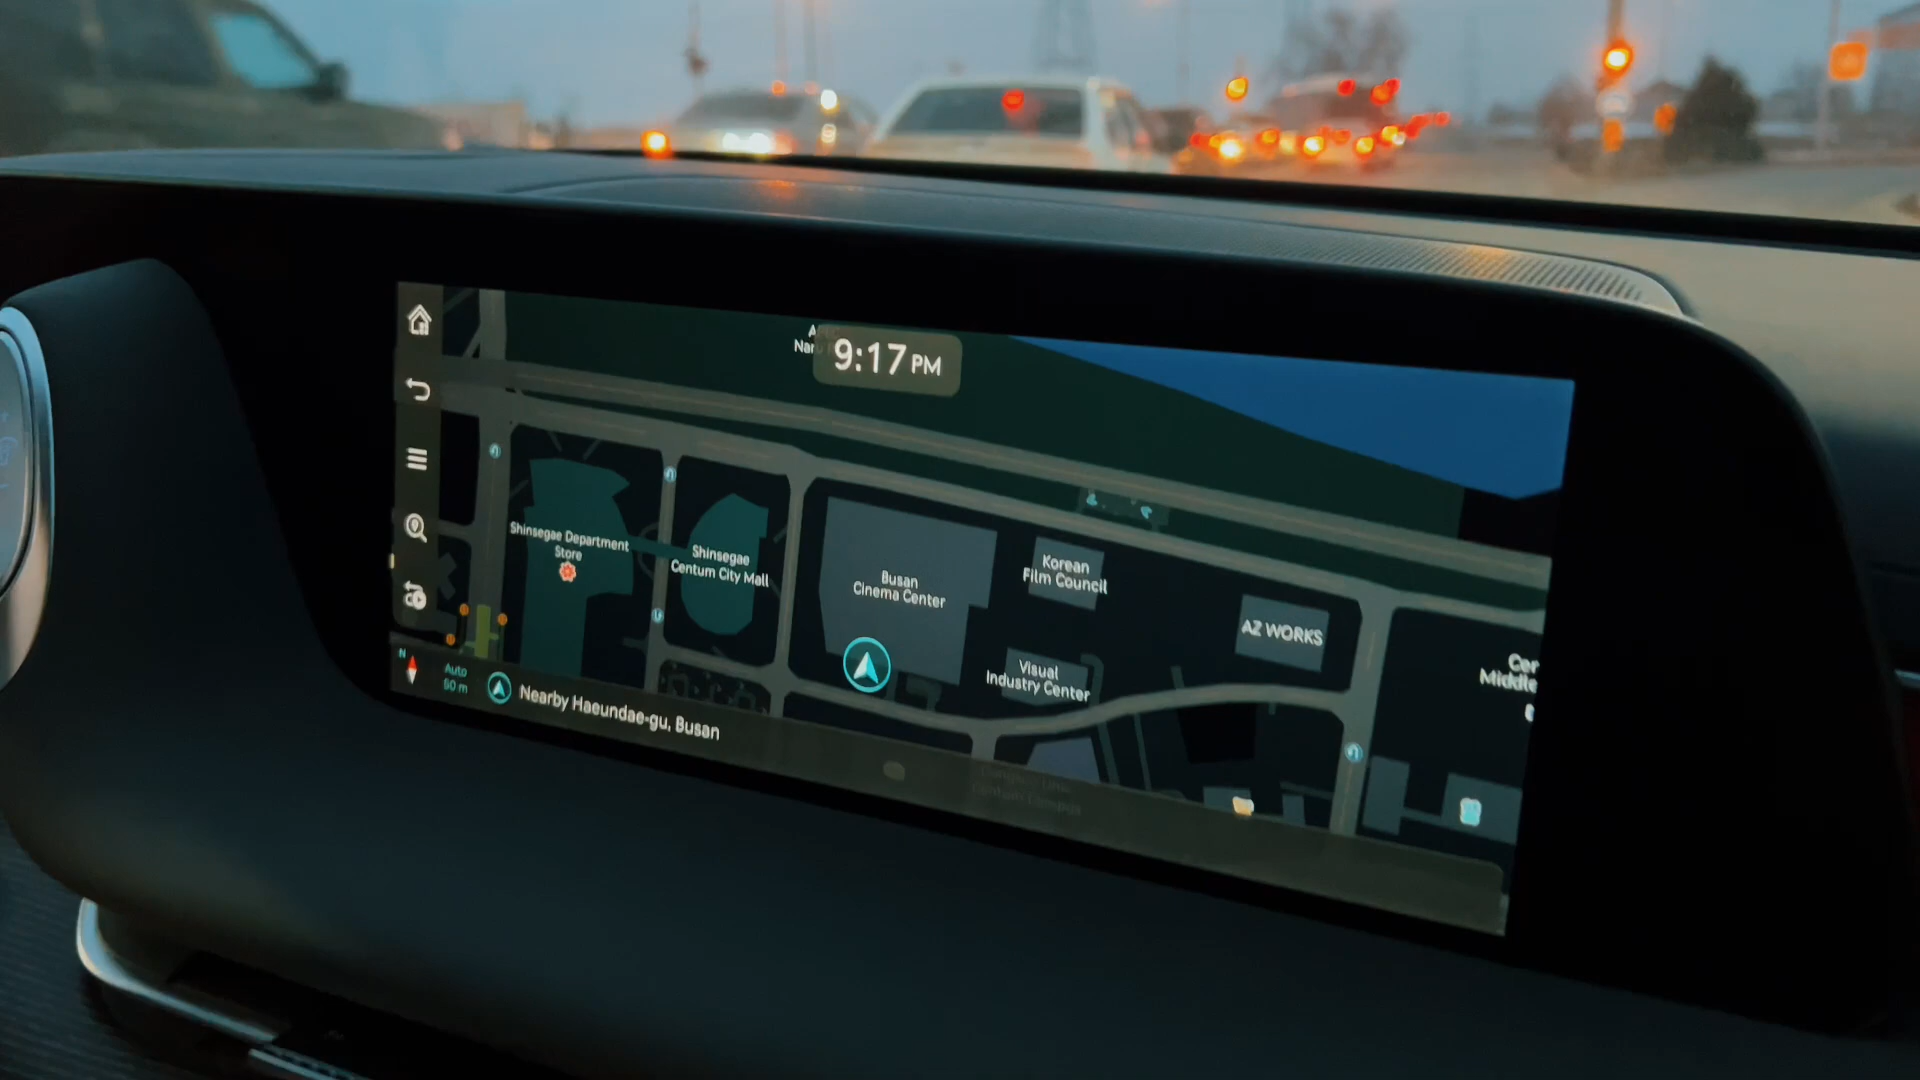 9:17 PM
Shinsegae Department
Store
Shinsegae
Centum City Mall
Busan
Cinema Center
Korean
Film Council
AZ WORKS
Visual
Industry Center
Middle
N
Auto
50 m
Nearby Haeundae-gu, Busan